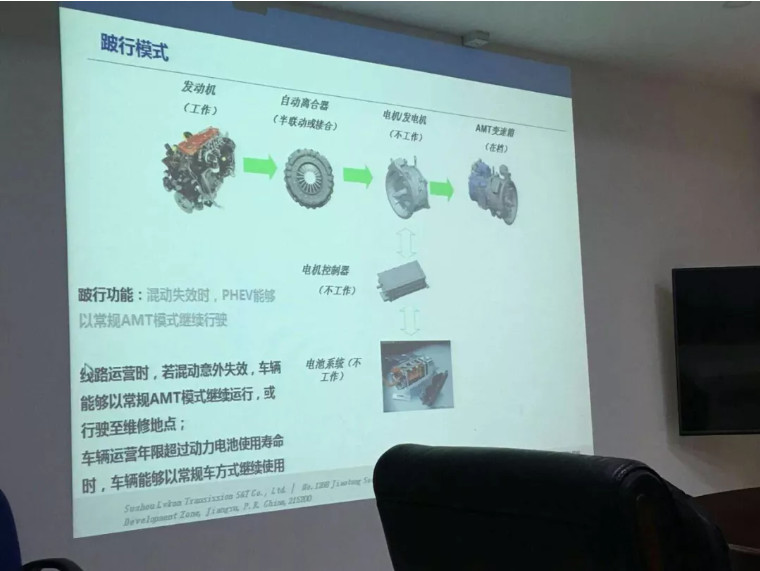 跛行模式
发动机
（工作）
自动离合器
（半联动或接合）
电机/发电机
（不工作）
AMT变速箱
（在档）
电机控制器
（不工作）
跛行功能：混动失效时，PHEV能够
以常规AMT模式继续行驶
电池系统（不
工作）
线路运营时，若混动意外失效，车辆
能够以常规AMT模式继续运行，或
行驶至维修地点；
车辆运营年限超过动力电池使用寿命
时，车辆能够以常规车方式继续使用
Suzhou S&T Co., Ltd. | No.
Development Zone, Jiangsu, P.R. China, 215200